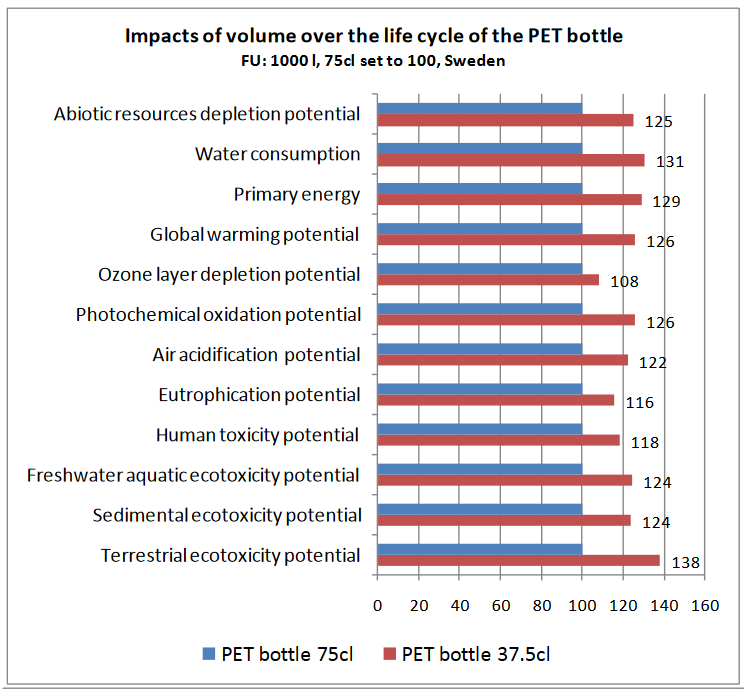 Impacts of volume over the life cycle of the PET bottle
FU: 1000 l, 75cl set to 100, Sweden
Abiotic resources depletion potential
125
Water consumption
131
Primary energy
129
Global warming potential
126
Ozone layer depletion potential
108
Photochemical oxidation potential
126
Air acidification potential
122
Eutrophication potential
116
Human toxicity potential
118
Freshwater aquatic ecotoxicity potential
124
Sedimental ecotoxicity potential
124
Terrestrial ecotoxicity potential
138
0 20 40 60 80 100 120 140 160
PET bottle 75cl PET bottle 37.5cl